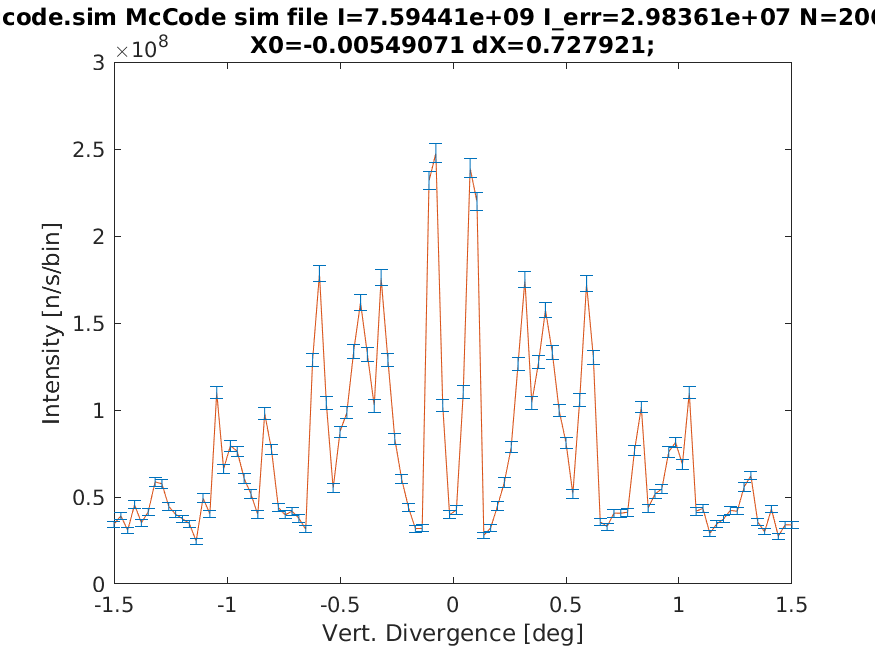 code.sim McCode sim file I=7.59441e+09 I_err=2.98361e+07 N=200
X0=-0.00549071 dX=0.727921;
×10^8
3
2.5
2
1.5
1
0.5
0
Intensity [n/s/bin]
-1.5 -1 -0.5 0 0.5 1 1.5
Vert. Divergence [deg]